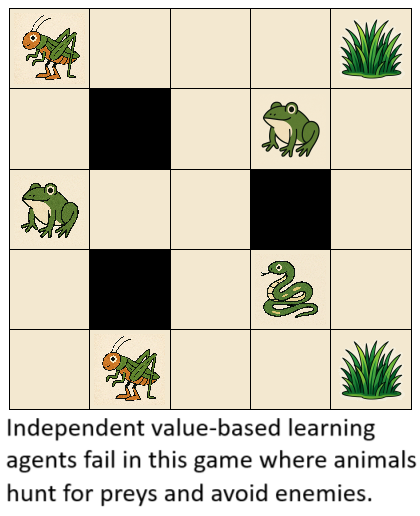 Independent value-based learning
agents fail in this game where animals
hunt for preys and avoid enemies.